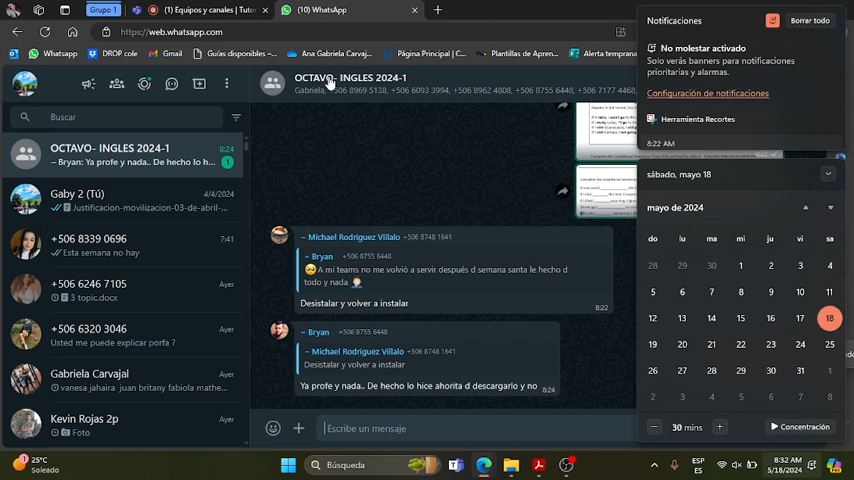 Grupo 1
(1) Equipos y canales | Tutor
(10) WhatsApp
https://web.whatsapp.com
Whatsapp
DROP cole
Gmail
Guías disponibles –...
Ana Gabriela Carvaj...
Página Principal | C...
Plantillas de Apren...
Alerta temprana
Buscar
OCTAVO- INGLES 2024-1
8:24
~ Bryan: Ya profe y nada.. De hecho lo h...
1
Gaby 2 (Tú)
4/4/2024
Justificacion-movilizacion-03-de-abril-...
+506 8339 0696
7:41
Esta semana no hay
+506 6246 7105
Ayer
3 topic.docx
+506 6320 3046
Ayer
Usted me puede explicar porfa ?
Gabriela Carvajal
Ayer
vanesa jahaira juan britany fabiola mathe...
Kevin Rojas 2p
Ayer
Foto
OCTAVO- INGLES 2024-1
Gabriela, +506 8969 5138, +506 6093 3994, +506 8962 4808, +506 8755 6448, +506 7177 4468,
~ Michael Rodriguez Villalo +506 8748 1641
~ Bryan +506 8755 6448
A mi teams no me volvió a servir después d semana santa le hecho d
todo y nada
Desistalar y volver a instalar
8:22
~ Bryan +506 8755 6448
~ Michael Rodriguez Villalo +506 8748 1641
Desistalar y volver a instalar
Ya profe y nada.. De hecho lo hice ahorita d descargarlo y no
8:24
Escribe un mensaje
Notificaciones
Borrar todo
No molestar activado
Solo verás banners para notificaciones
prioritarias y alarmas.
Configuración de notificaciones
Herramienta Recortes
8:22 AM
sábado, mayo 18
mayo de 2024
do lu ma mi ju vi sa
28 29 30 1 2 3 4
5 6 7 8 9 10 11
12 13 14 15 16 17 18
19 20 21 22 23 24 25
26 27 28 29 30 31 1
2 3 4 5 6 7 8
30 mins
Concentración
25°C
Soleado
Búsqueda
ESP
ES
8:32 AM
5/18/2024